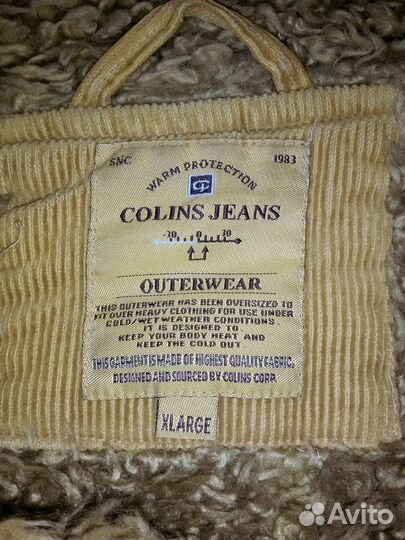 SNC 1983
WARM PROTECTION
COLINS JEANS
-30 0 30
OUTERWEAR
THIS OUTERWEAR HAS BEEN OVERSIZED TO
FIT OVER HEAVY CLOTHING FOR USE UNDER
COLD/WET WEATHER CONDITIONS.
IT IS DESIGNED TO
KEEP YOUR BODY HEAT AND
KEEP THE COLD OUT
THIS GARMENT IS MADE OF HIGHEST QUALITY FABRIC.
DESIGNED AND SOURCED BY COLINS CORP.
XLARGE
Avito